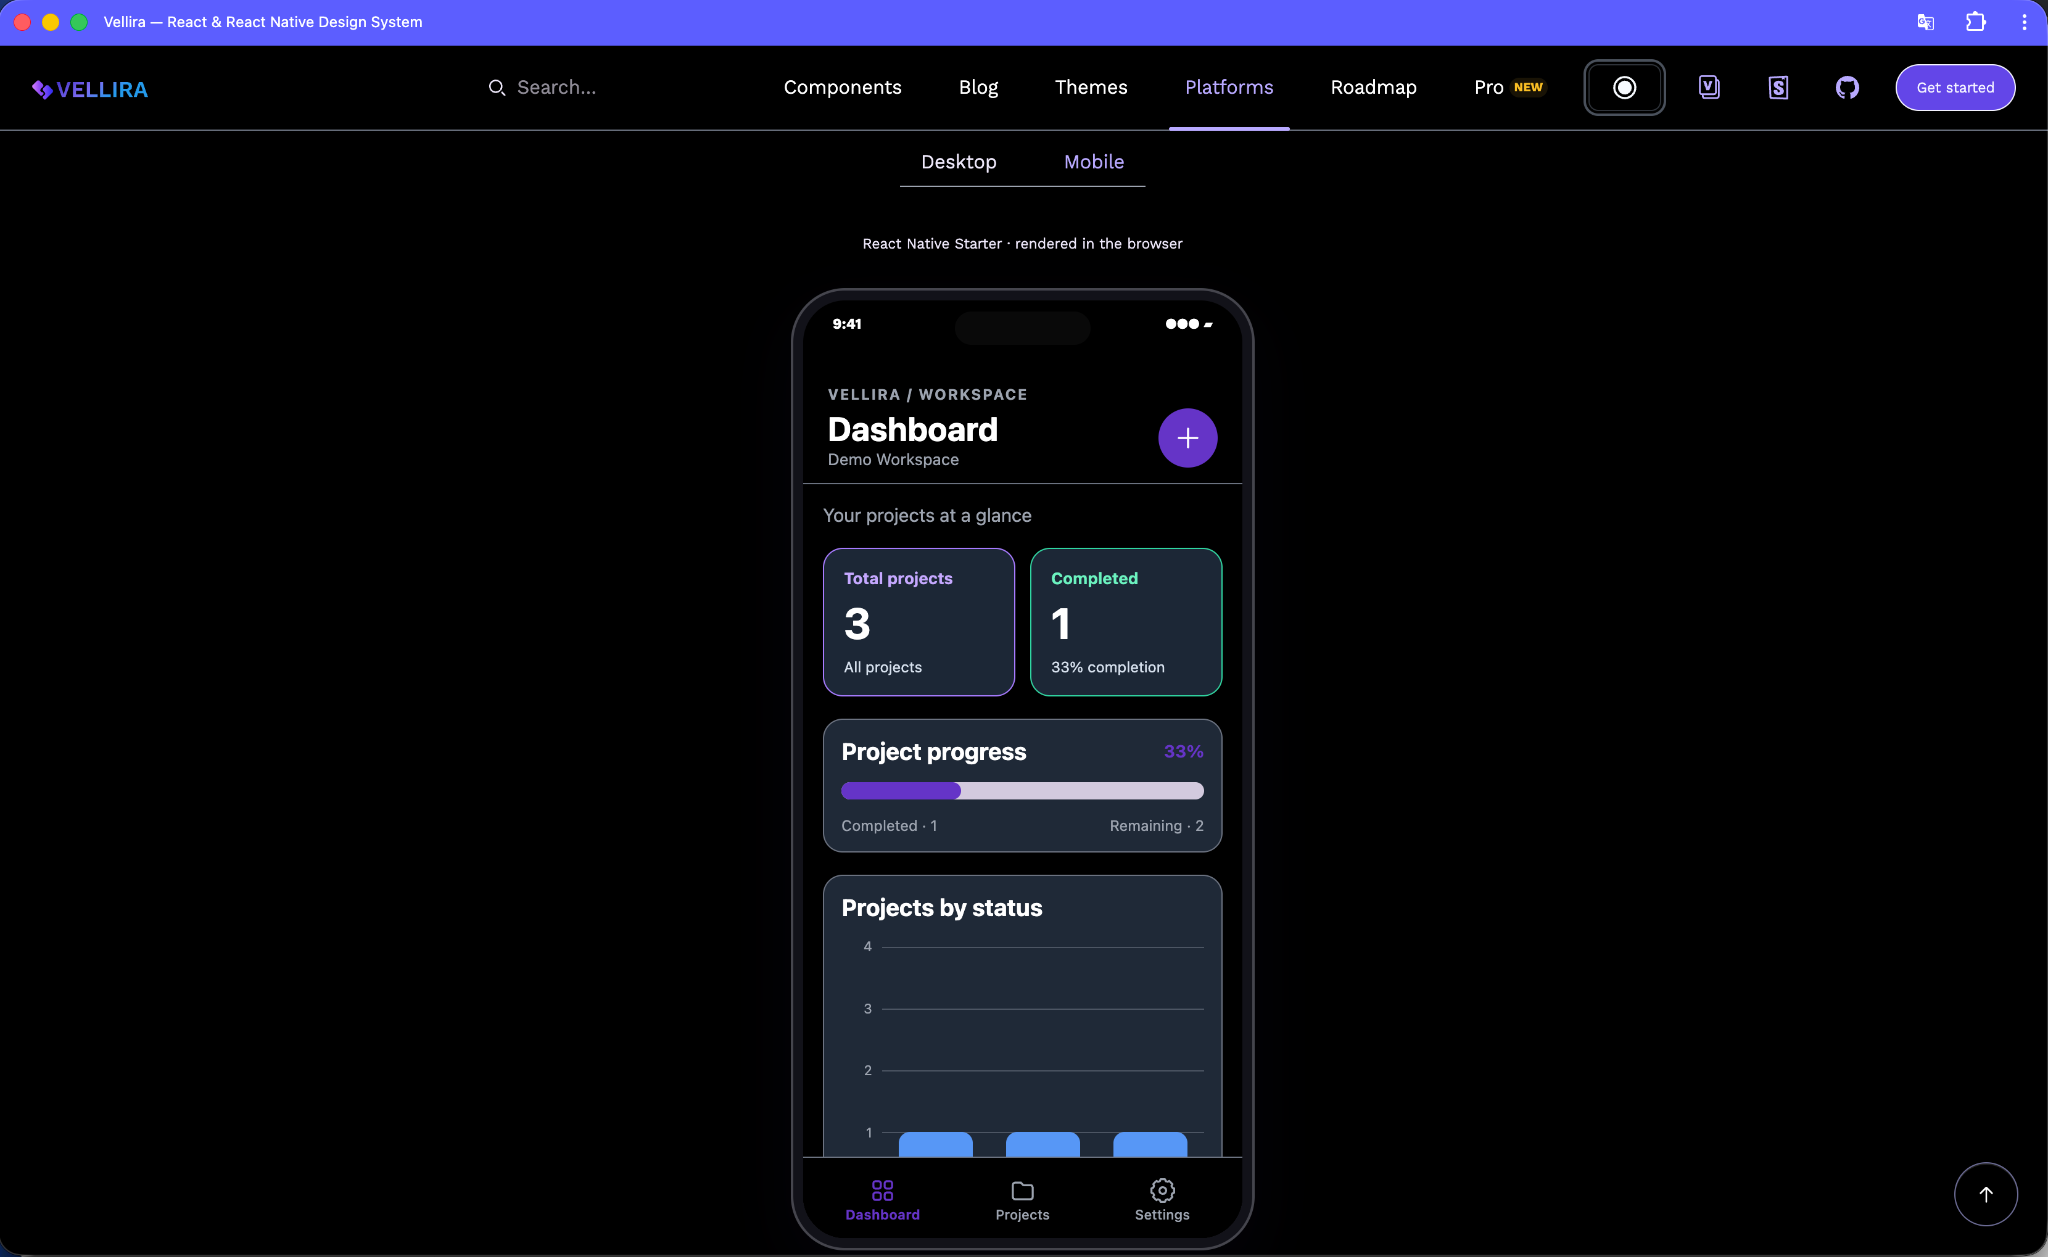 Vellira — React & React Native Design System
VELLIRA
Search...
Components
Blog
Themes
Platforms
Roadmap
Pro NEW
Get started
Desktop
Mobile
React Native Starter · rendered in the browser
9:41
VELLIRA / WORKSPACE
Dashboard
Demo Workspace
Your projects at a glance
Total projects
3
All projects
Completed
1
33% completion
Project progress
33%
Completed · 1
Remaining · 2
Projects by status
4
3
2
1
Dashboard
Projects
Settings